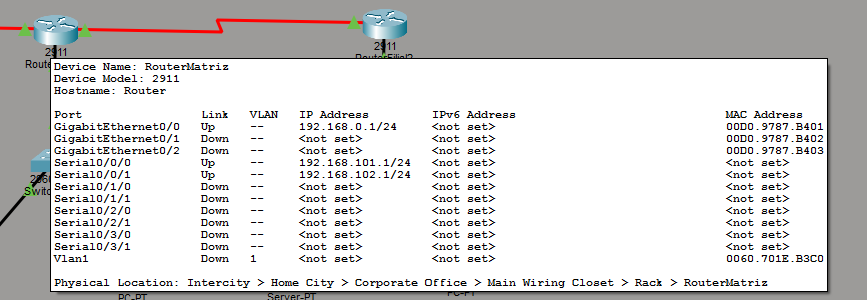 2911
2911
Route
RouterFilial2
Device Name: RouterMatriz
Device Model: 2911
Hostname: Router
Port Link VLAN IP Address IPv6 Address MAC Address
GigabitEthernet0/0 Up -- 192.168.0.1/24 <not set> 00D0.9787.B401
GigabitEthernet0/1 Down -- <not set> <not set> 00D0.9787.B402
GigabitEthernet0/2 Down -- <not set> <not set> 00D0.9787.B403
Serial0/0/0 Up -- 192.168.101.1/24 <not set> <not set>
Serial0/0/1 Up -- 192.168.102.1/24 <not set> <not set>
Serial0/1/0 Down -- <not set> <not set> <not set>
Serial0/1/1 Down -- <not set> <not set> <not set>
Serial0/2/0 Down -- <not set> <not set> <not set>
Serial0/2/1 Down -- <not set> <not set> <not set>
Serial0/3/0 Down -- <not set> <not set> <not set>
Serial0/3/1 Down -- <not set> <not set> <not set>
Vlan1 Down 1 <not set> <not set> 0060.701E.B3C0
Physical Location: Intercity > Home City > Corporate Office > Main Wiring Closet > Rack > RouterMatriz
296
Switc
PC-PT
Server-PT
PC-PT